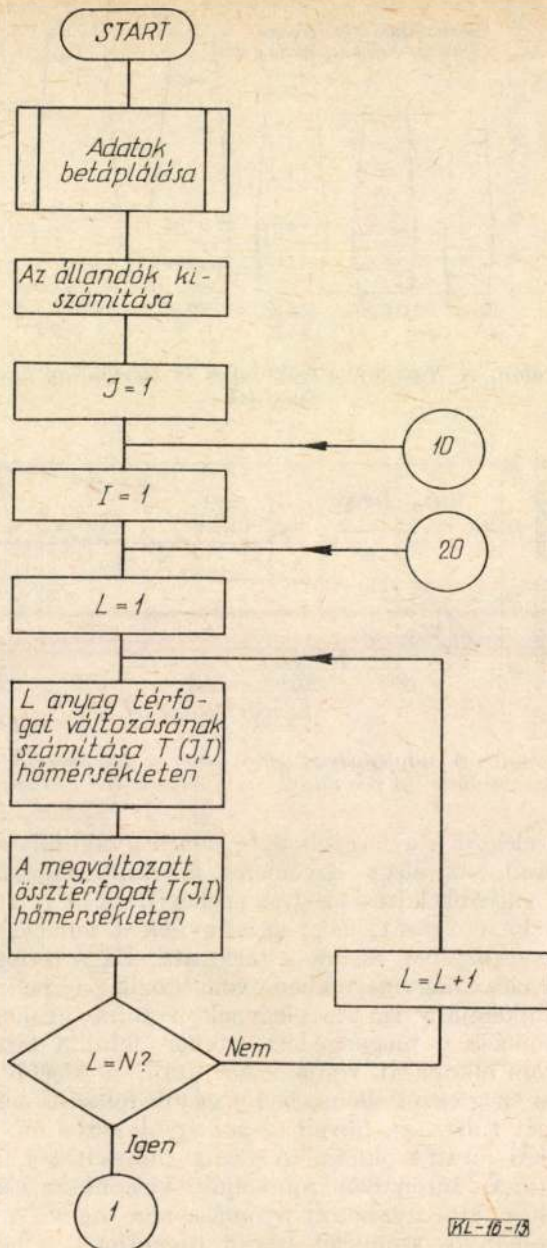 START
Adatok
betáplálása
Az állandók ki-
számítása
J=1
10
I=1
20
L=1
L anyag térfo-
gat változásának
számítása T(J,I)
hőmérsékleten
A megváltozott
össztérfogat T(J,I)
hőmérsékleten
L=L+1
L=N?
Nem
Igen
1
KL-16-15